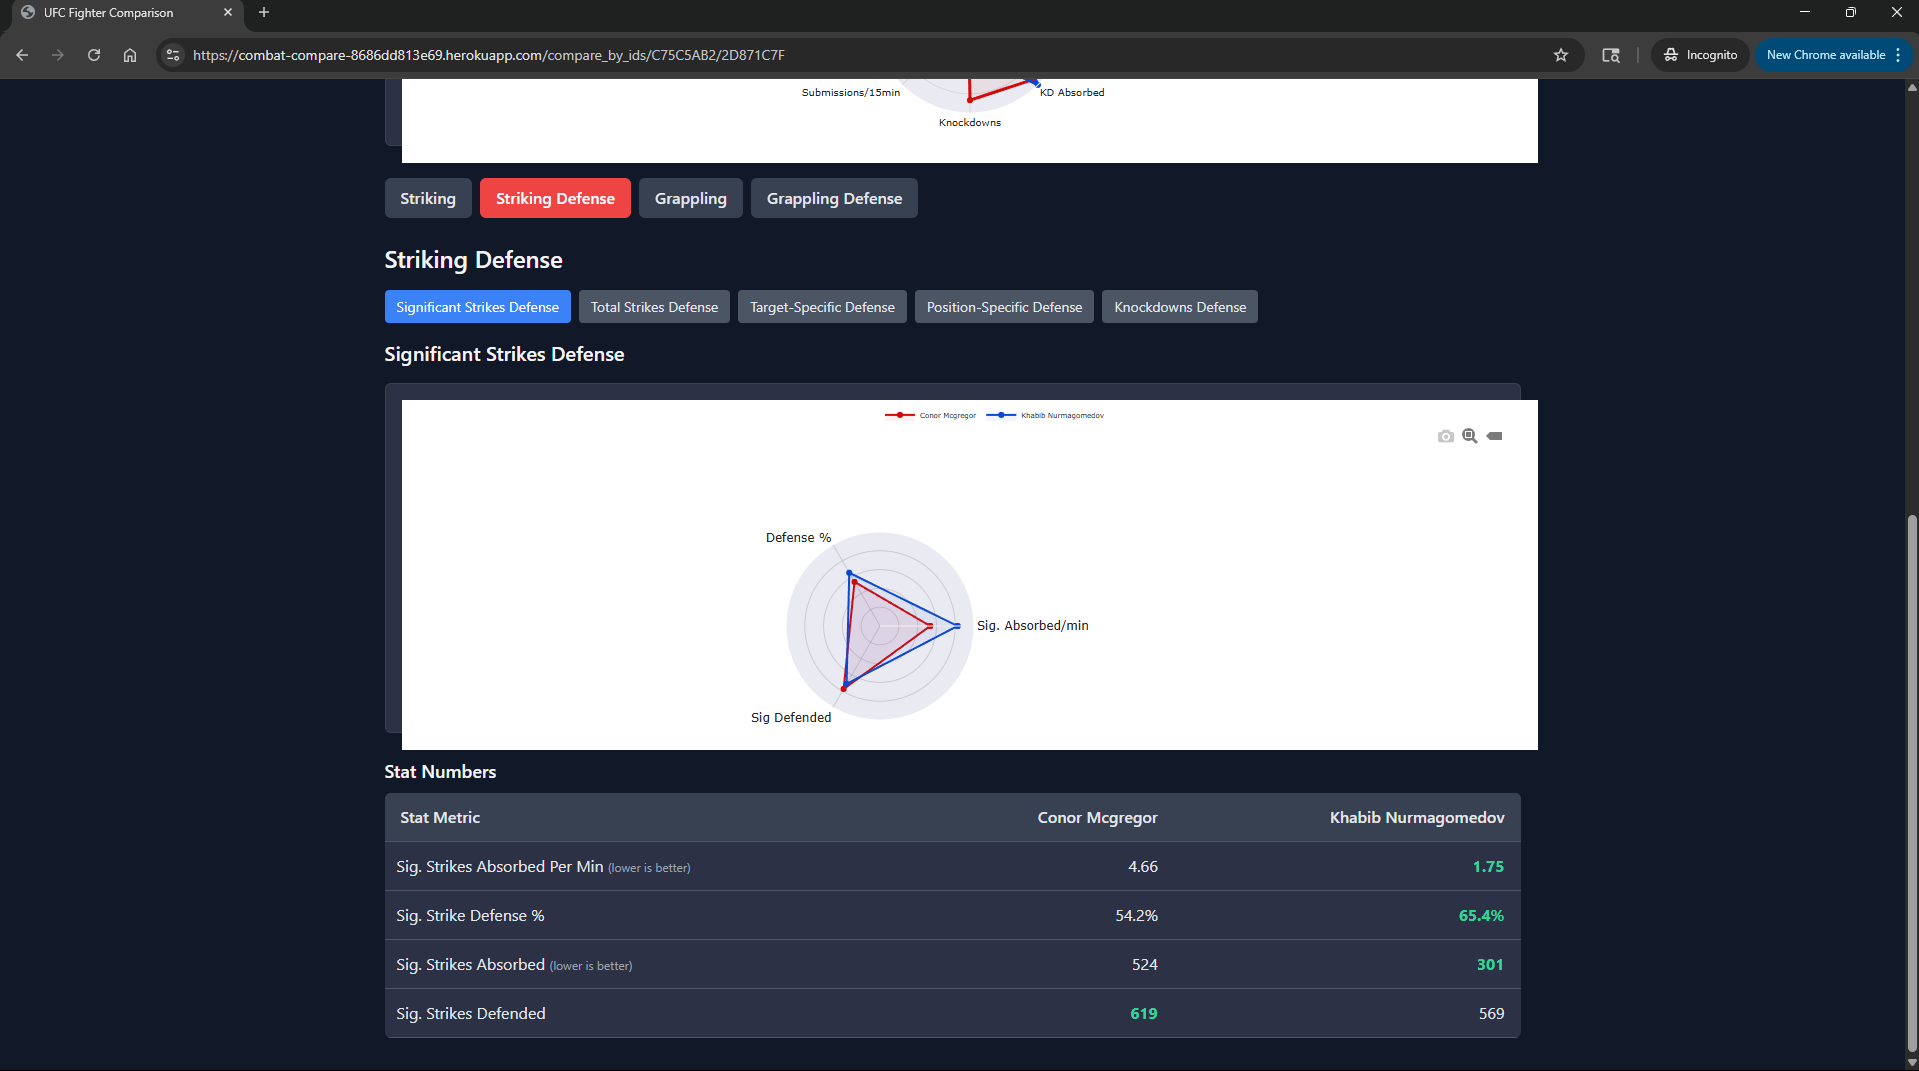 UFC Fighter Comparison
https://combat-compare-8686dd813e69.herokuapp.com/compare_by_ids/C75C5AB2/2D871C7F
Incognito
New Chrome available
Submissions/15min
KD Absorbed
Knockdowns
Striking
Striking Defense
Grappling
Grappling Defense
Striking Defense
Significant Strikes Defense
Total Strikes Defense
Target-Specific Defense
Position-Specific Defense
Knockdowns Defense
Significant Strikes Defense
Conor Mcgregor
Khabib Nurmagomedov
Defense %
Sig. Absorbed/min
Sig Defended
Stat Numbers
Stat Metric Conor Mcgregor Khabib Nurmagomedov
Sig. Strikes Absorbed Per Min (lower is better) 4.66 1.75
Sig. Strike Defense % 54.2% 65.4%
Sig. Strikes Absorbed (lower is better) 524 301
Sig. Strikes Defended 619 569